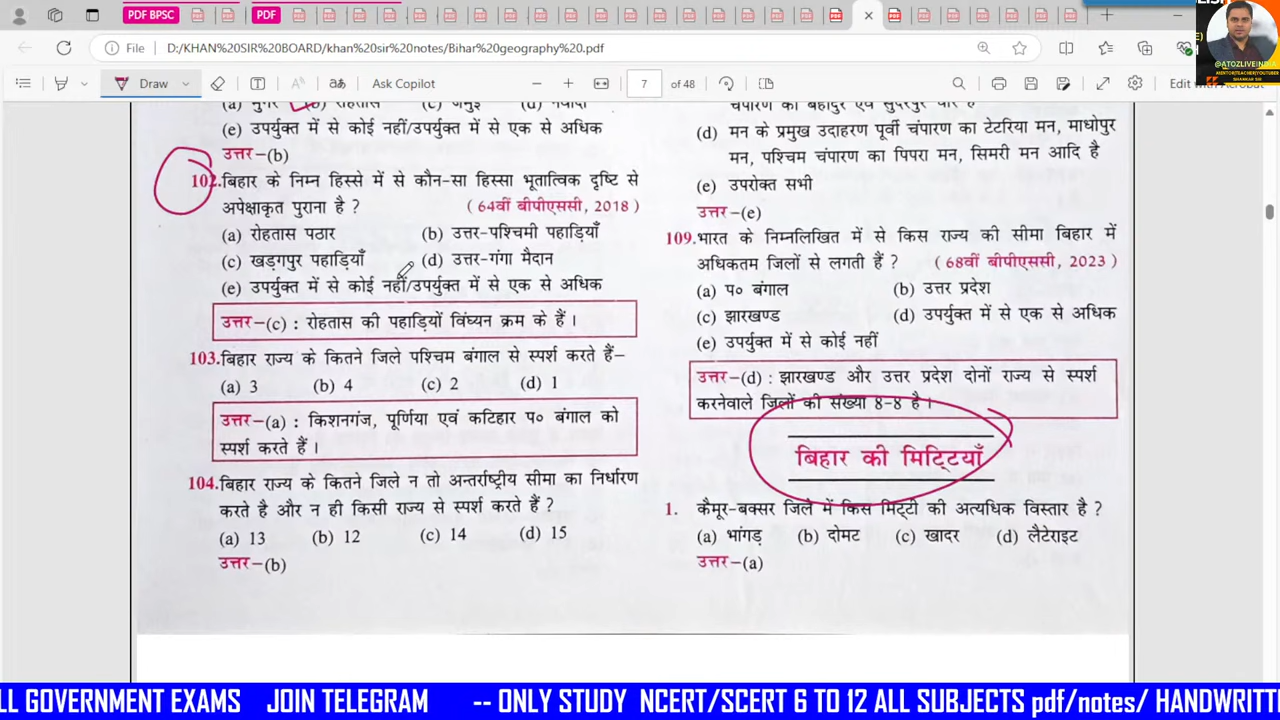 PDF BPSC
PDF
File D:/KHAN%20SIR%20BOARD/khan%20sir%20notes/Bihar%20geography%20.pdf
Draw Ask Copilot 7 of 48 Edit with Acrobat
@ATOZLIVEINDIA
(e) उपर्युक्त में से कोई नहीं/उपर्युक्त में से एक से अधिक
उत्तर–(b)
102. बिहार के निम्न हिस्से में से कौन-सा हिस्सा भूतात्विक दृष्टि से
अपेक्षाकृत पुराना है ? ( 64वीं बीपीएससी, 2018 )
(a) रोहतास पठार (b) उत्तर-पश्चिमी पहाड़ियाँ
(c) खड़गपुर पहाड़ियाँ (d) उत्तर-गंगा मैदान
(e) उपर्युक्त में से कोई नहीं/उपर्युक्त में से एक से अधिक
उत्तर–(c) : रोहतास की पहाड़ियों विंघ्यन क्रम के हैं ।
103. बिहार राज्य के कितने जिले पश्चिम बंगाल से स्पर्श करते हैं–
(a) 3 (b) 4 (c) 2 (d) 1
उत्तर–(a) : किशनगंज, पूर्णिया एवं कटिहार प० बंगाल को
स्पर्श करते हैं ।
104. बिहार राज्य के कितने जिले न तो अन्तर्राष्ट्रीय सीमा का निर्धारण
करते है और न ही किसी राज्य से स्पर्श करते हैं ?
(a) 13 (b) 12 (c) 14 (d) 15
उत्तर–(b)
(d) मन के प्रमुख उदाहरण पूर्वी चंपारण का टेटरिया मन, माधोपुर
मन, पश्चिम चंपारण का पिपरा मन, सिमरी मन आदि है
(e) उपरोक्त सभी
उत्तर–(e)
109. भारत के निम्नलिखित में से किस राज्य की सीमा बिहार में
अधिकतम जिलों से लगती हैं ? ( 68वीं बीपीएससी, 2023 )
(a) प० बंगाल (b) उत्तर प्रदेश
(c) झारखण्ड (d) उपर्युक्त में से एक से अधिक
(e) उपर्युक्त में से कोई नहीं
उत्तर–(d) : झारखण्ड और उत्तर प्रदेश दोनों राज्य से स्पर्श
करनेवाले जिलों की संख्या 8-8 है ।
बिहार की मिट्टियाँ
1. कैमूर-बक्सर जिले में किस मिट्टी की अत्यधिक विस्तार है ?
(a) भांगड़ (b) दोमट (c) खादर (d) लैटेराइट
उत्तर–(a)
LL GOVERNMENT EXAMS JOIN TELEGRAM -- ONLY STUDY NCERT/SCERT 6 TO 12 ALL SUBJECTS pdf/notes/ HANDWRITT